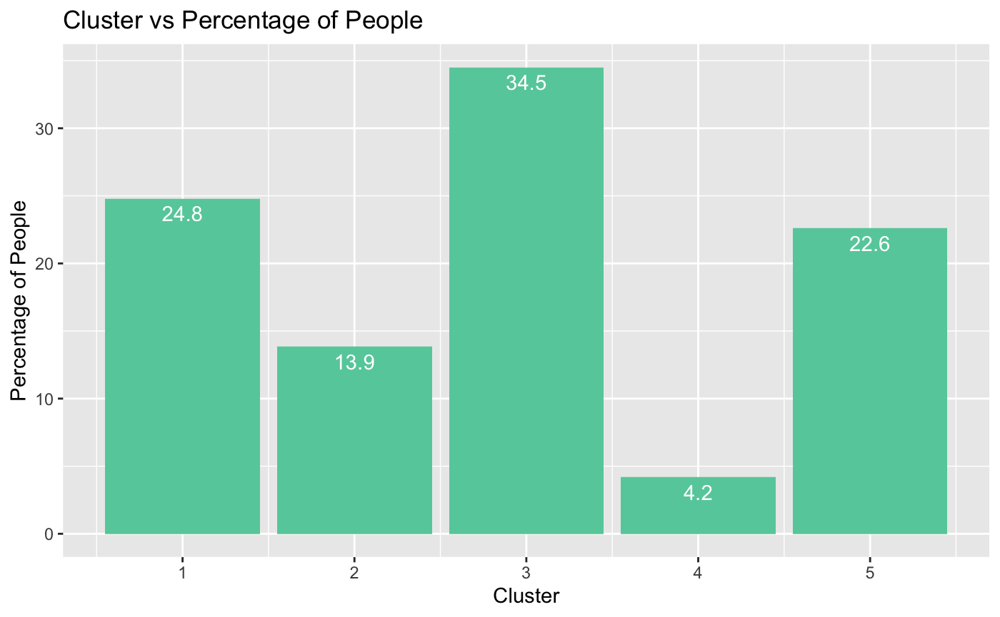 Cluster vs Percentage of People
Percentage of People
30
20
10
0
24.8
13.9
34.5
4.2
22.6
1 2 3 4 5
Cluster